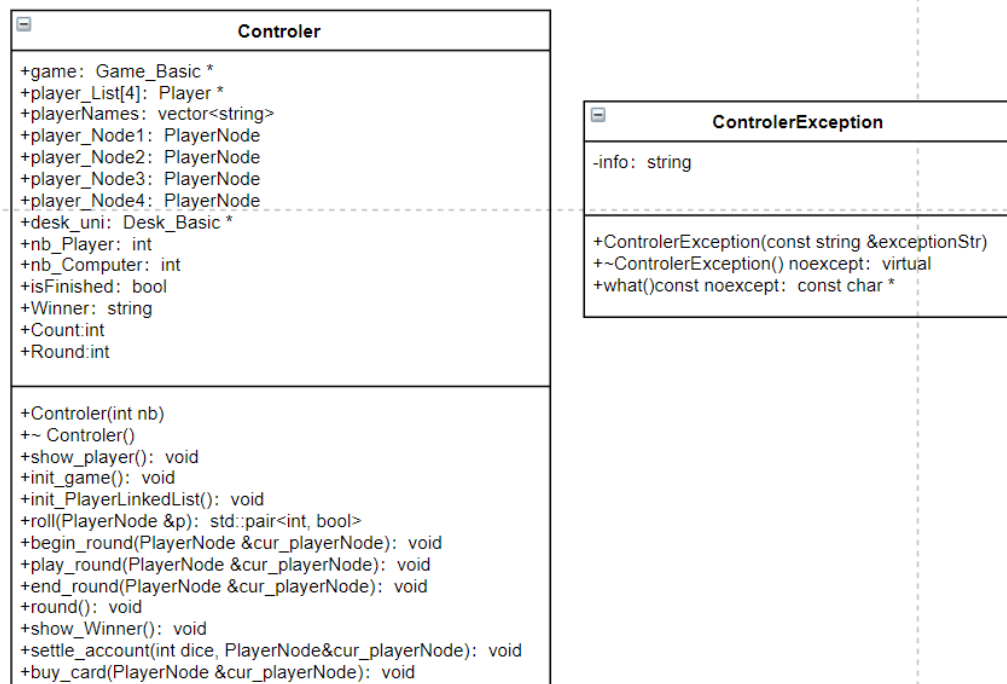 Controler
+game：Game_Basic *
+player_List[4]：Player *
+playerNames：vector<string>
+player_Node1：PlayerNode
+player_Node2：PlayerNode
+player_Node3：PlayerNode
+player_Node4：PlayerNode
+desk_uni：Desk_Basic *
+nb_Player：int
+nb_Computer：int
+isFinished：bool
+Winner：string
+Count:int
+Round:int
+Controler(int nb)
+~ Controler()
+show_player()：void
+init_game()：void
+init_PlayerLinkedList()：void
+roll(PlayerNode &p)：std::pair<int, bool>
+begin_round(PlayerNode &cur_playerNode)：void
+play_round(PlayerNode &cur_playerNode)：void
+end_round(PlayerNode &cur_playerNode)：void
+round()：void
+show_Winner()：void
+settle_account(int dice, PlayerNode&cur_playerNode)：void
+buy_card(PlayerNode &cur_playerNode)：void
ControlerException
-info：string
+ControlerException(const string &exceptionStr)
+~ControlerException() noexcept：virtual
+what()const noexcept：const char *